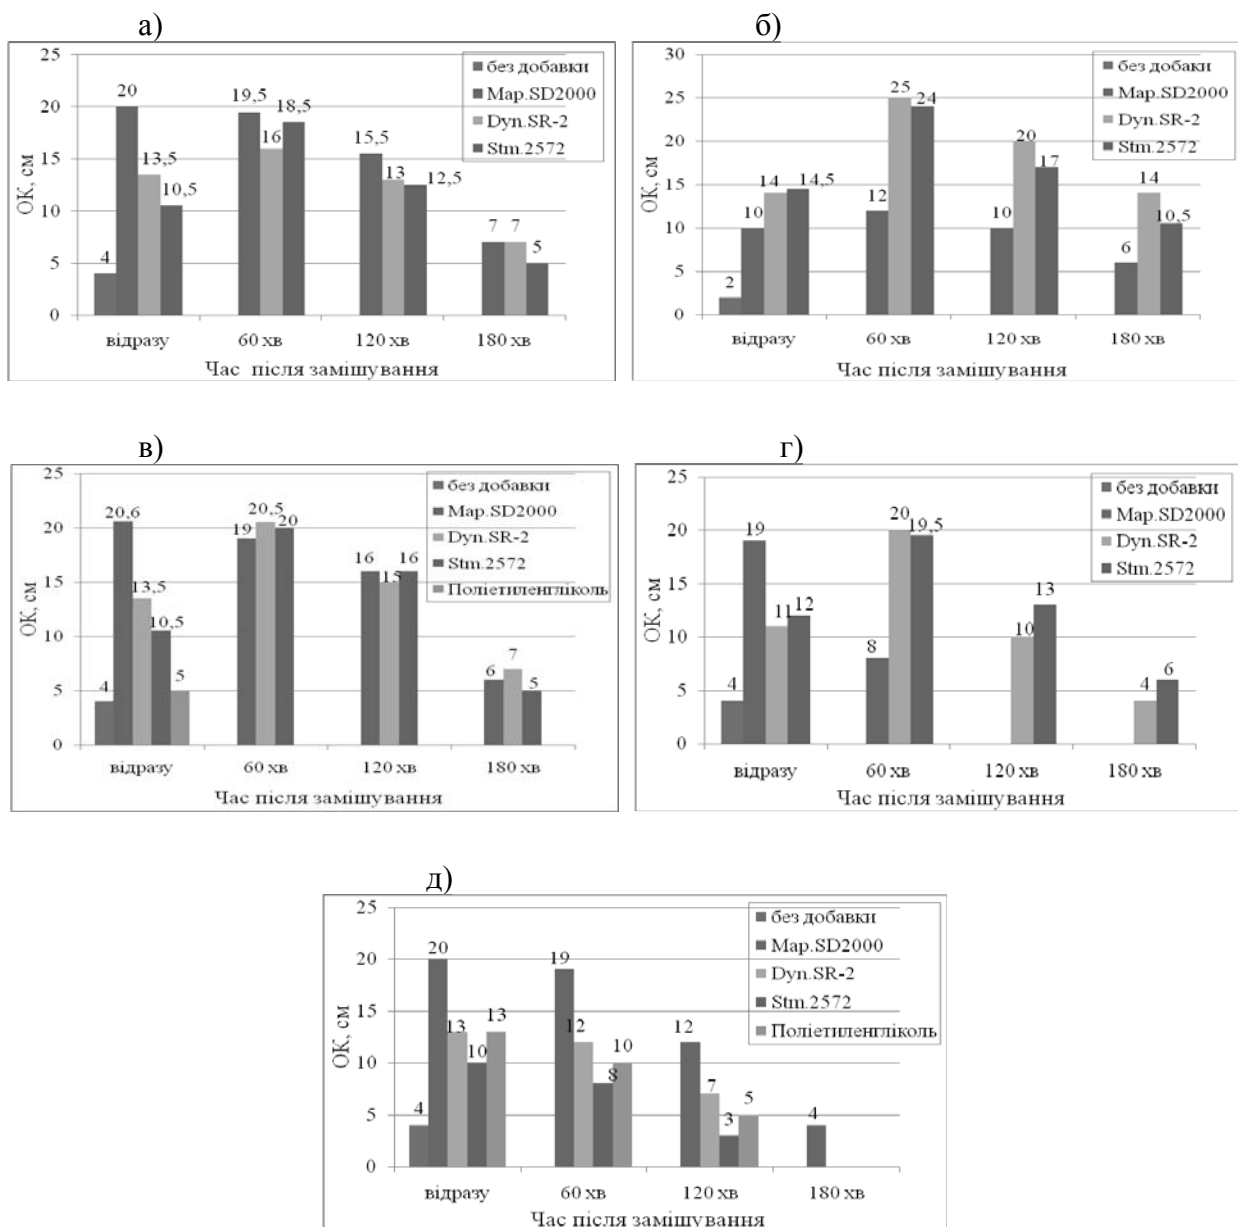 а)
25
20
15
10
5
0
ОК, см
4
20
13,5
10,5
19,5
16
18,5
15,5
13
12,5
7
7
5
без добавки
Map.SD2000
Dyn.SR-2
Stm.2572
відразу
60 хв
120 хв
180 хв
Час після замішування
б)
30
25
20
15
10
5
0
ОК, см
2
10
14
14,5
12
25
24
10
20
17
6
14
10,5
без добаки
Map.SD2000
Dyn.SR-2
Stm.2572
відразу
60 хв
120 хв
180 хв
Час після замішування
в)
25
20
15
10
5
0
ОК, см
4
20,6
13,5
10,5
5
19
20,5
20
16
15
16
6
7
5
без добавки
Map.SD2000
Dyn.SR-2
Stm.2572
Поліетиленгліколь
відразу
60 хв
120 хв
180 хв
Час після замішування
г)
25
20
15
10
5
0
ОК, см
4
19
11
12
8
20
19,5
10
13
4
6
без добавки
Map.SD2000
Dyn.SR-2
Stm.2572
відразу
60 хв
120 хв
180 хв
Час після замішування
д)
25
20
15
10
5
0
ОК, см
4
20
13
10
13
19
12
8
10
12
7
3
5
4
без добавки
Map.SD2000
Dyn.SR-2
Stm.2572
Поліетиленгліколь
відразу
60 хв
120 хв
180 хв
Час після замішування